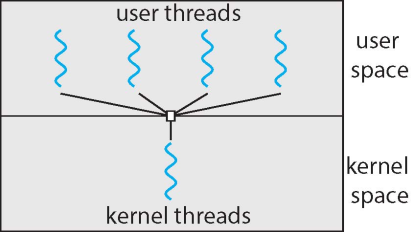 user threads
user
space
kernel
space
kernel threads